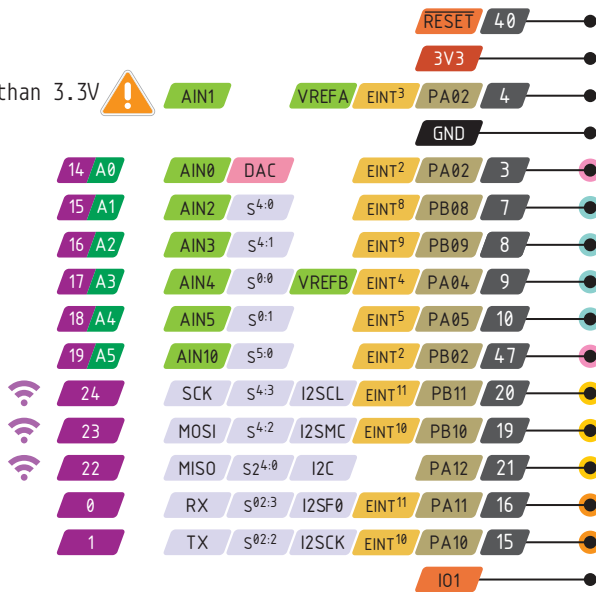 RESET 40
3V3
than 3.3V AIN1 VREFA EINT3 PA02 4
GND
14 A0 AIN0 DAC EINT2 PA02 3
15 A1 AIN2 S4:0 EINT8 PB08 7
16 A2 AIN3 S4:1 EINT9 PB09 8
17 A3 AIN4 S0:0 VREFB EINT4 PA04 9
18 A4 AIN5 S0:1 EINT5 PA05 10
19 A5 AIN10 S5:0 EINT2 PB02 47
24 SCK S4:3 I2SCL EINT11 PB11 20
23 MOSI S4:2 I2SMC EINT10 PB10 19
22 MISO S24:0 I2C PA12 21
0 RX S02:3 I2SF0 EINT11 PA11 16
1 TX S02:2 I2SCK EINT10 PA10 15
IO1